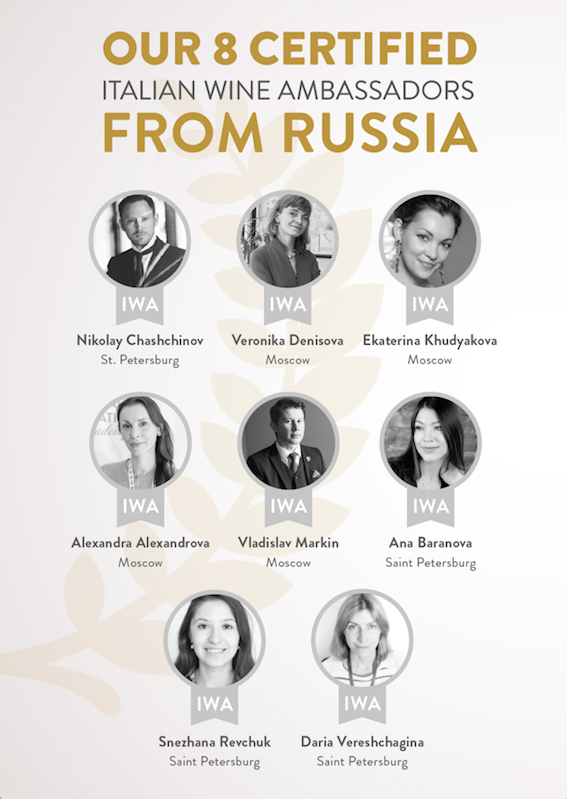 OUR 8 CERTIFIED
ITALIAN WINE AMBASSADORS
FROM RUSSIA
IWA IWA IWA
Nikolay Chashchinov Veronika Denisova Ekaterina Khudyakova
St. Petersburg Moscow Moscow
IWA IWA IWA
Alexandra Alexandrova Vladislav Markin Ana Baranova
Moscow Moscow Saint Petersburg
IWA IWA
Snezhana Revchuk Daria Vereshchagina
Saint Petersburg Saint Petersburg